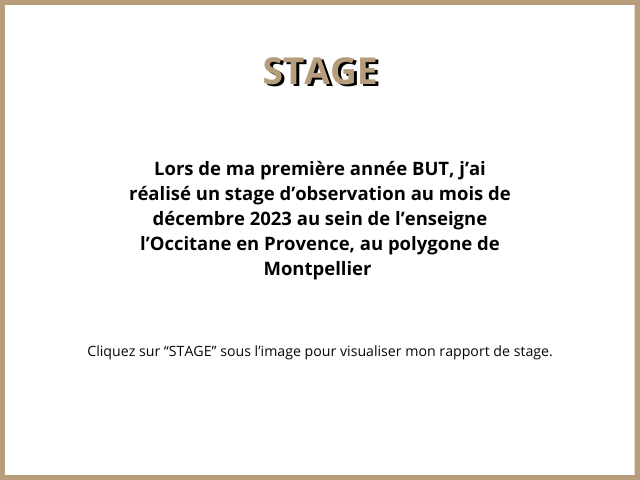 STAGE
Lors de ma première année BUT, j’ai
réalisé un stage d’observation au mois de
décembre 2023 au sein de l’enseigne
l’Occitane en Provence, au polygone de
Montpellier
Cliquez sur “STAGE” sous l’image pour visualiser mon rapport de stage.